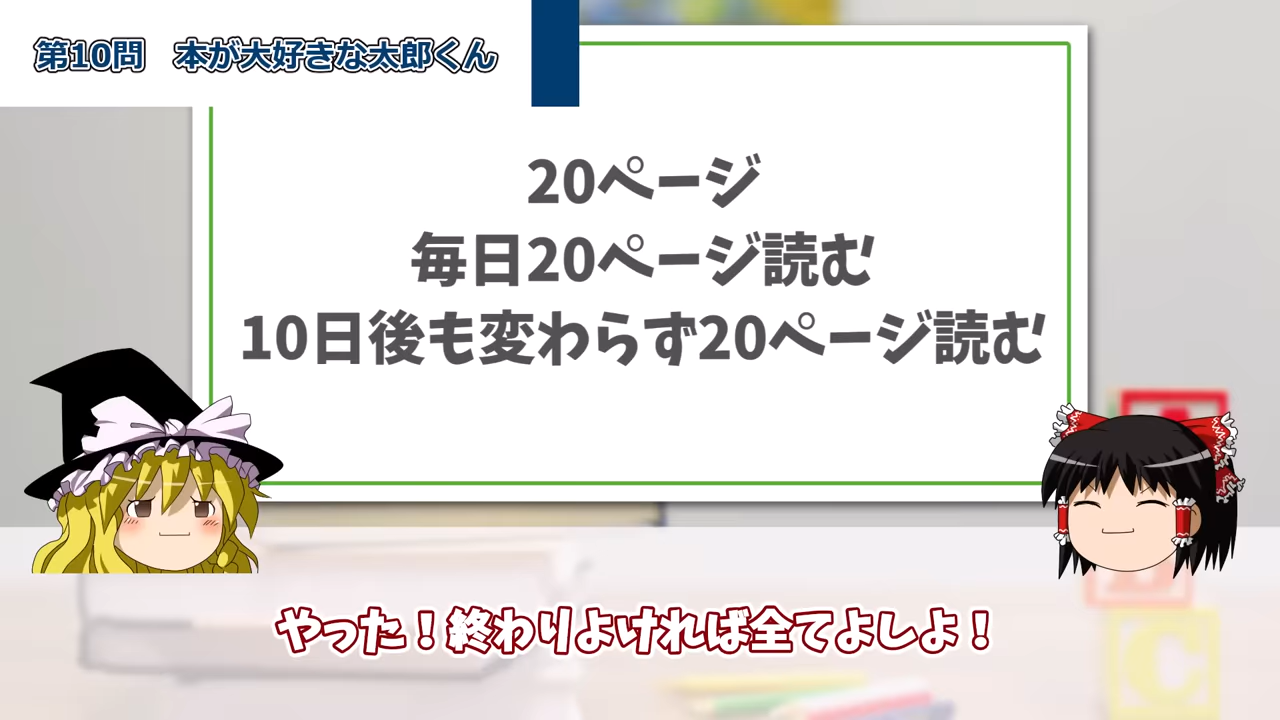 第10問　本が大好きな太郎くん
20ページ
毎日20ページ読む
10日後も変わらず20ページ読む
やった！終わりよければ全てよしよ！